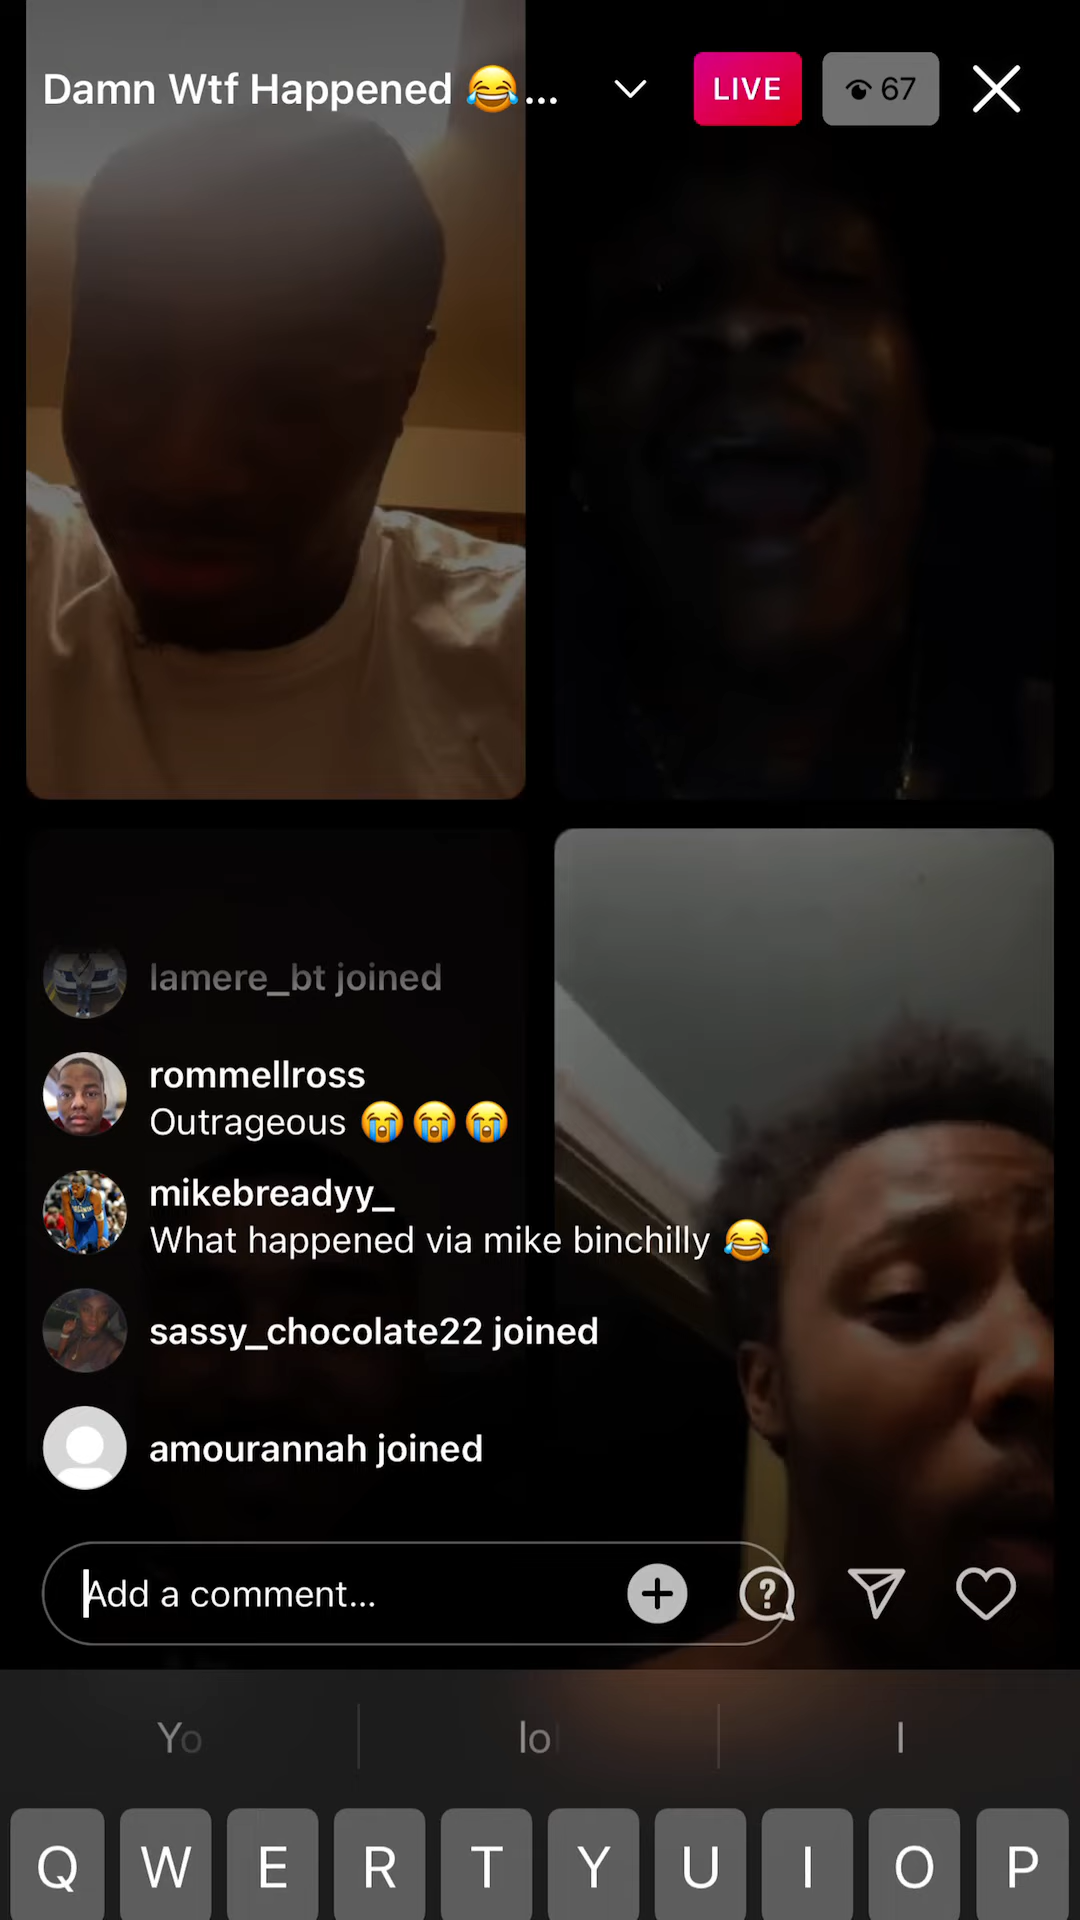 Damn Wtf Happened 😂...
LIVE
67
lamere_bt joined
rommellross
Outrageous 😭😭😭
mikebreadyy_
What happened via mike binchilly 😂
sassy_chocolate22 joined
amourannah joined
Add a comment...
Yo lo I
Q W E R T Y U I O P